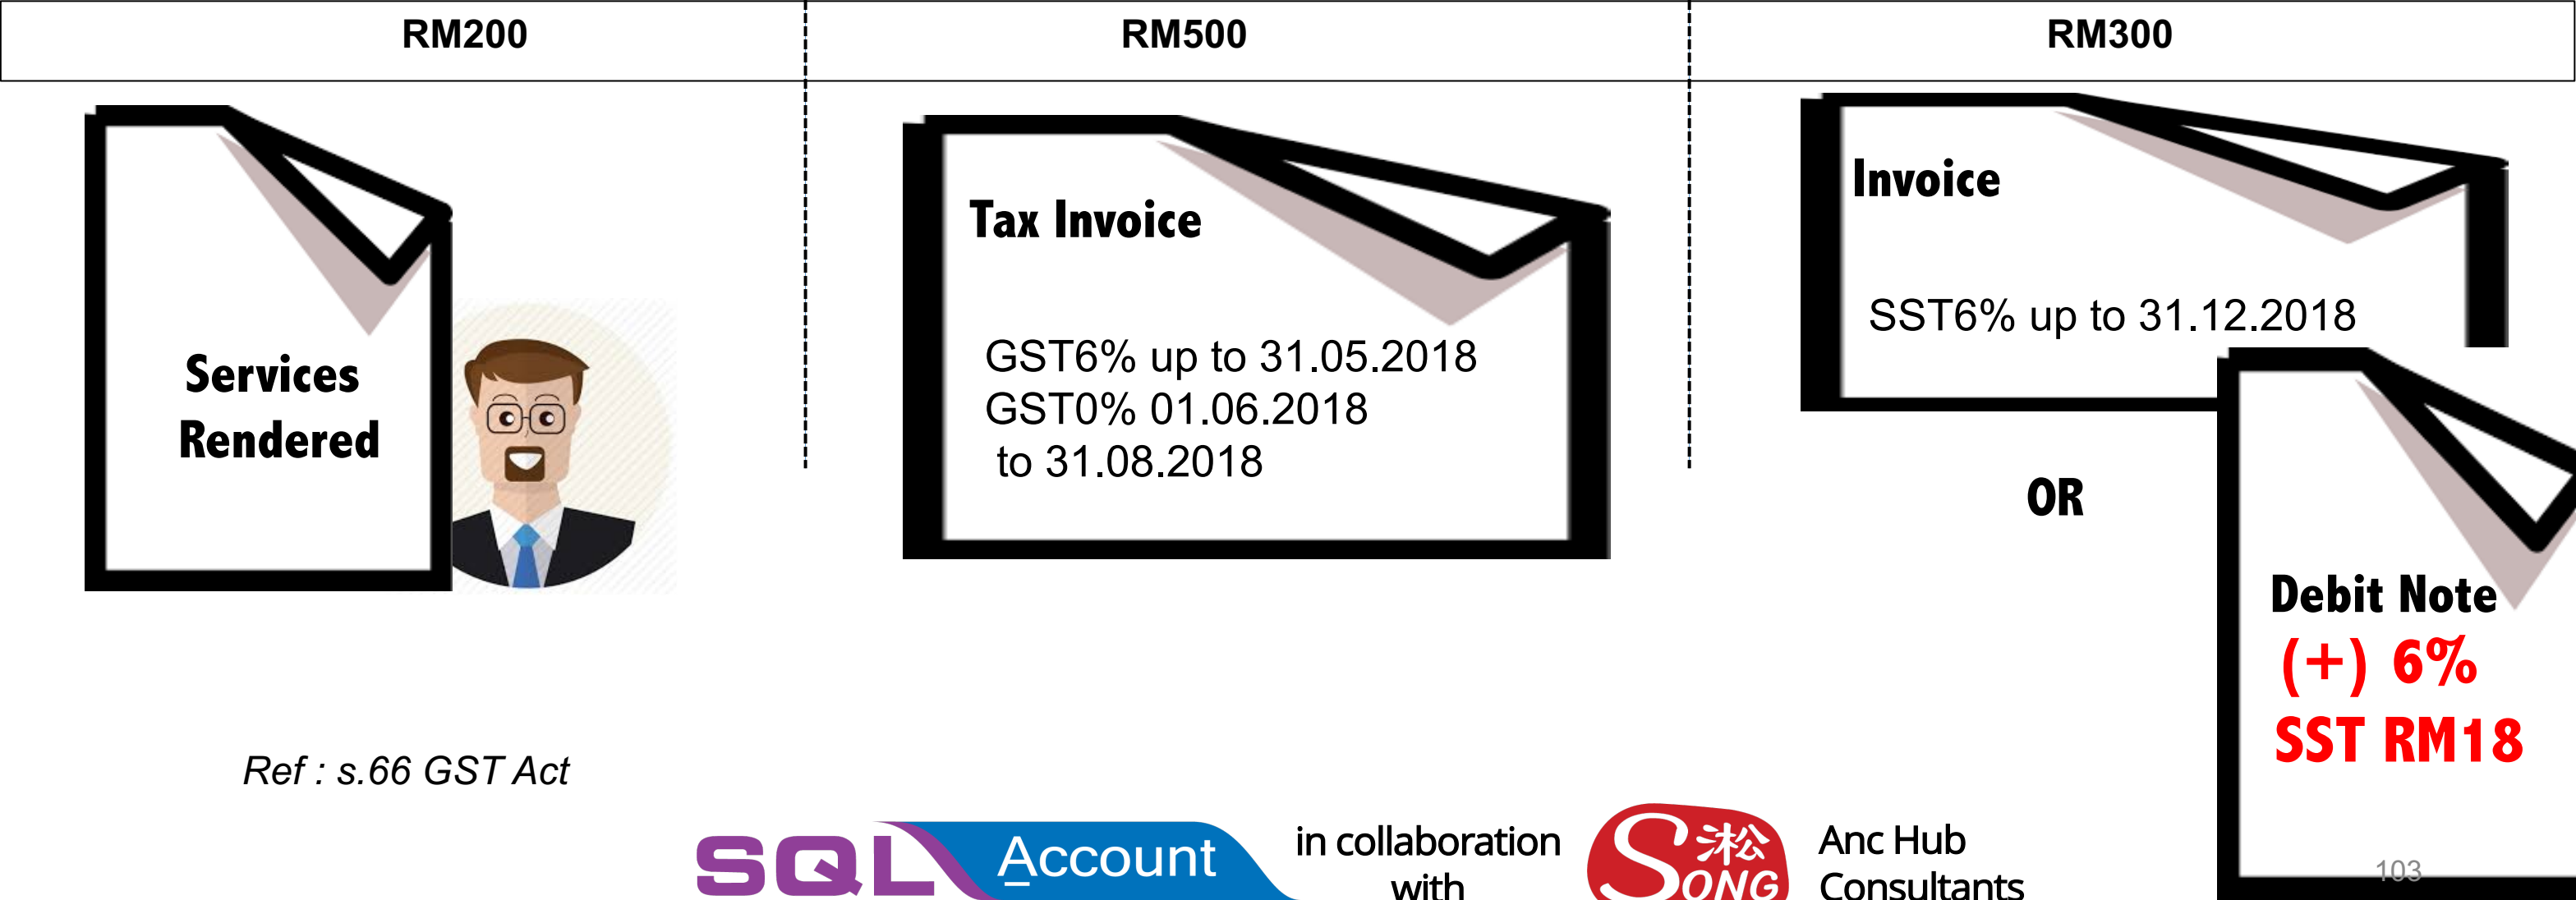 RM200
RM500
RM300
Services
Rendered
Tax Invoice
GST6% up to 31.05.2018
GST0% 01.06.2018
to 31.08.2018
Invoice
SST6% up to 31.12.2018
OR
Debit Note
(+) 6%
SST RM18
Ref : s.66 GST Act
SQL Account
in collaboration
with
淞
SONG
Anc Hub
Consultants
103